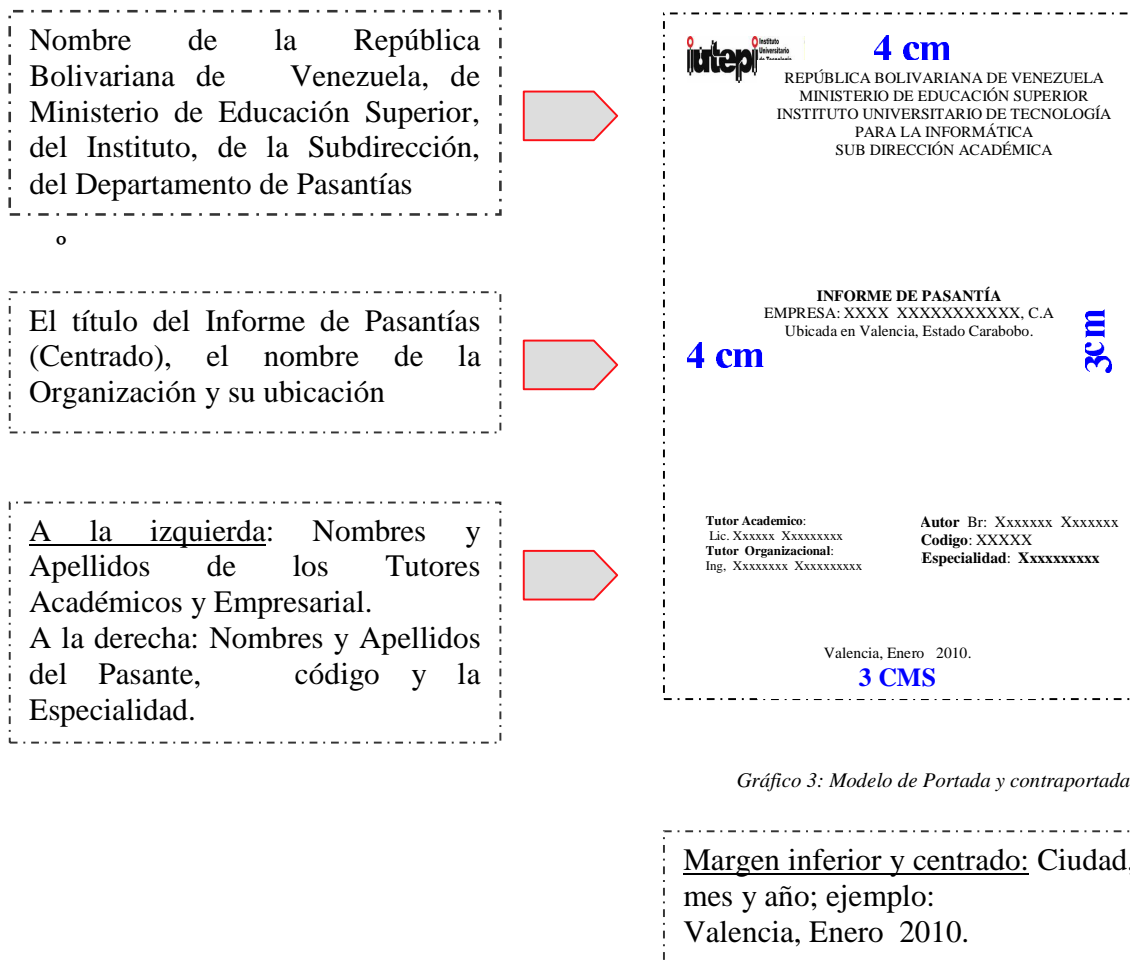 Nombre de la República
Bolivariana de Venezuela, de
Ministerio de Educación Superior,
del Instituto, de la Subdirección,
del Departamento de Pasantías
o
El título del Informe de Pasantías
(Centrado), el nombre de la
Organización y su ubicación
A la izquierda: Nombres y
Apellidos de los Tutores
Académicos y Empresarial.
A la derecha: Nombres y Apellidos
del Pasante, código y la
Especialidad.
iutepi
Instituto
Universitario
de Tecnología
4 cm
REPÚBLICA BOLIVARIANA DE VENEZUELA
MINISTERIO DE EDUCACIÓN SUPERIOR
INSTITUTO UNIVERSITARIO DE TECNOLOGÍA
PARA LA INFORMÁTICA
SUB DIRECCIÓN ACADÉMICA
INFORME DE PASANTÍA
EMPRESA: XXXX XXXXXXXXXXX, C.A
Ubicada en Valencia, Estado Carabobo.
4 cm
3cm
Tutor Academico:
Lic. Xxxxxx Xxxxxxxxx
Tutor Organizacional:
Ing, Xxxxxxxx Xxxxxxxxxx
Autor Br: Xxxxxxx Xxxxxxx
Codigo: XXXXX
Especialidad: Xxxxxxxxxx
Valencia, Enero 2010.
3 CMS
Gráfico 3: Modelo de Portada y contraportada
Margen inferior y centrado: Ciudad,
mes y año; ejemplo:
Valencia, Enero 2010.